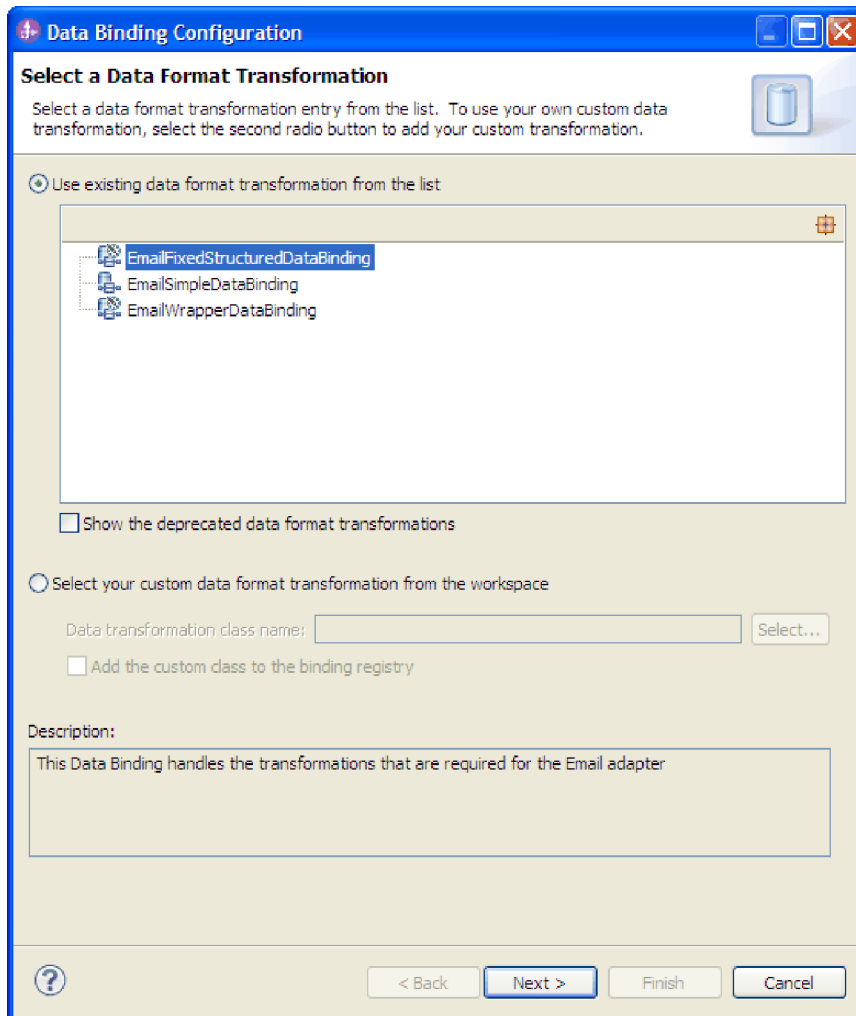 Data Binding Configuration
Select a Data Format Transformation
Select a data format transformation entry from the list. To use your own custom data
transformation, select the second radio button to add your custom transformation.
Use existing data format transformation from the list
EmailFixedStructuredDataBinding
EmailSimpleDataBinding
EmailWrapperDataBinding
Show the deprecated data format transformations
Select your custom data format transformation from the workspace
Data transformation class name:
Select...
Add the custom class to the binding registry
Description:
This Data Binding handles the transformations that are required for the Email adapter
?
< Back
Next >
Finish
Cancel